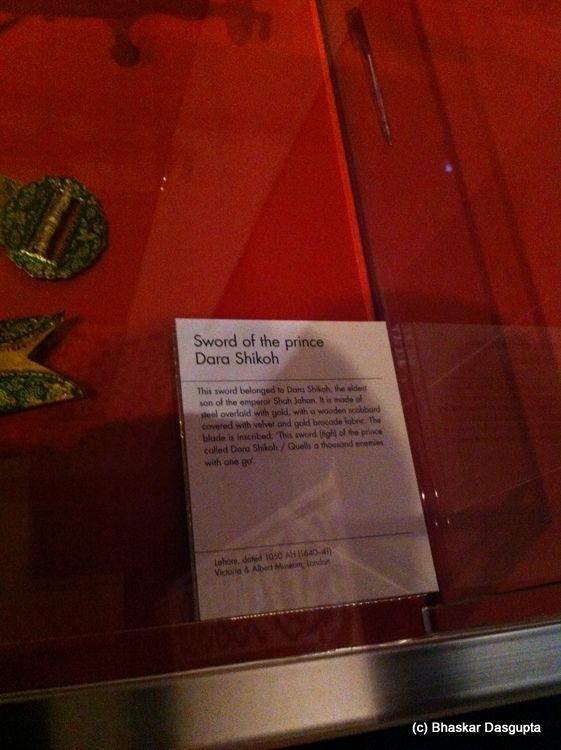 Sword of the prince
Dara Shikoh
This sword belonged to Dara Shikoh, the eldest
son of the emperor Shah Jahan. It is made of
steel overlaid with gold, with a wooden scabbard
covered with velvet and gold brocade fabric. The
blade is inscribed: 'This sword (tigh) of the prince
called Dara Shikoh / Quells a thousand enemies
with one go'.
Lahore, dated 1050 AH (1640–41)
Victoria & Albert Museum, London
(c) Bhaskar Dasgupta